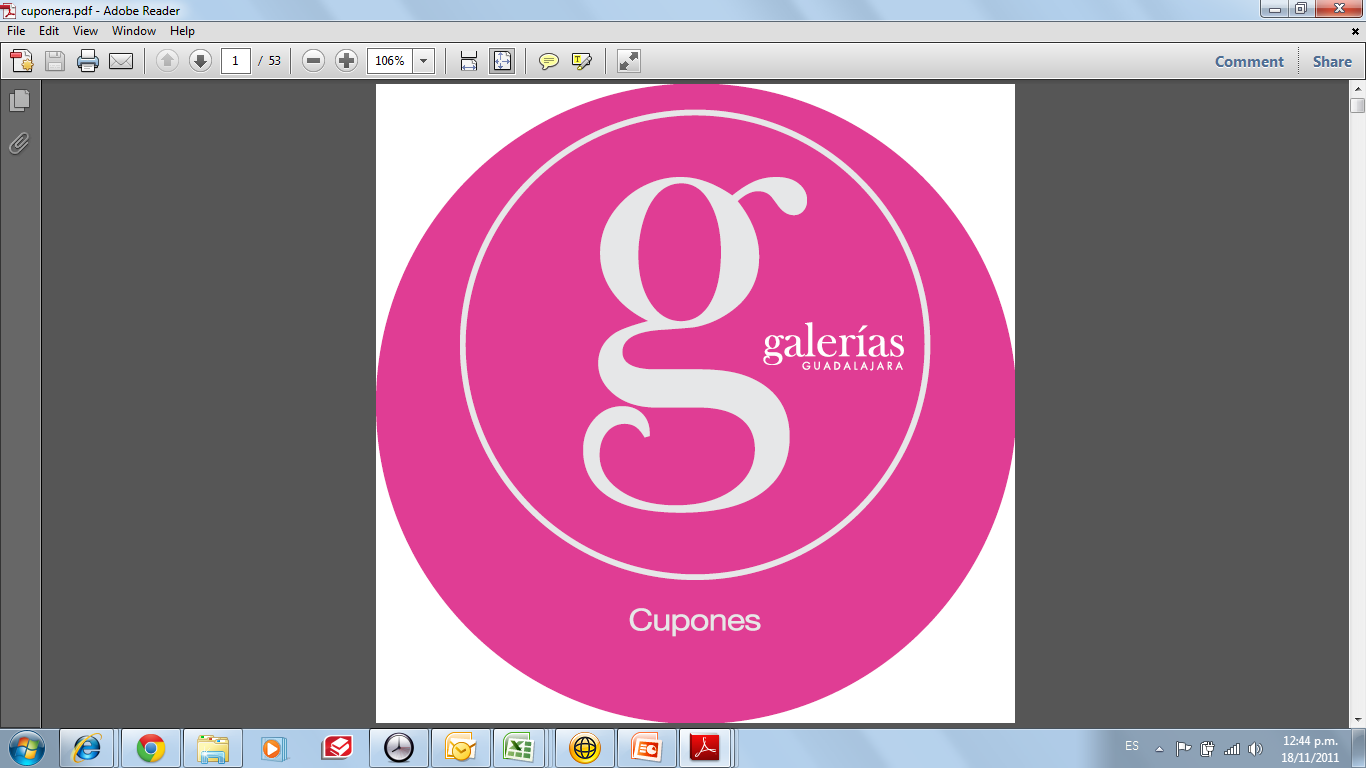 cuponera.pdf - Adobe Reader
File Edit View Window Help
1 / 53 106% Comment Share
g
galerías
GUADALAJARA
Cupones
ES 12:44 p.m.
18/11/2011